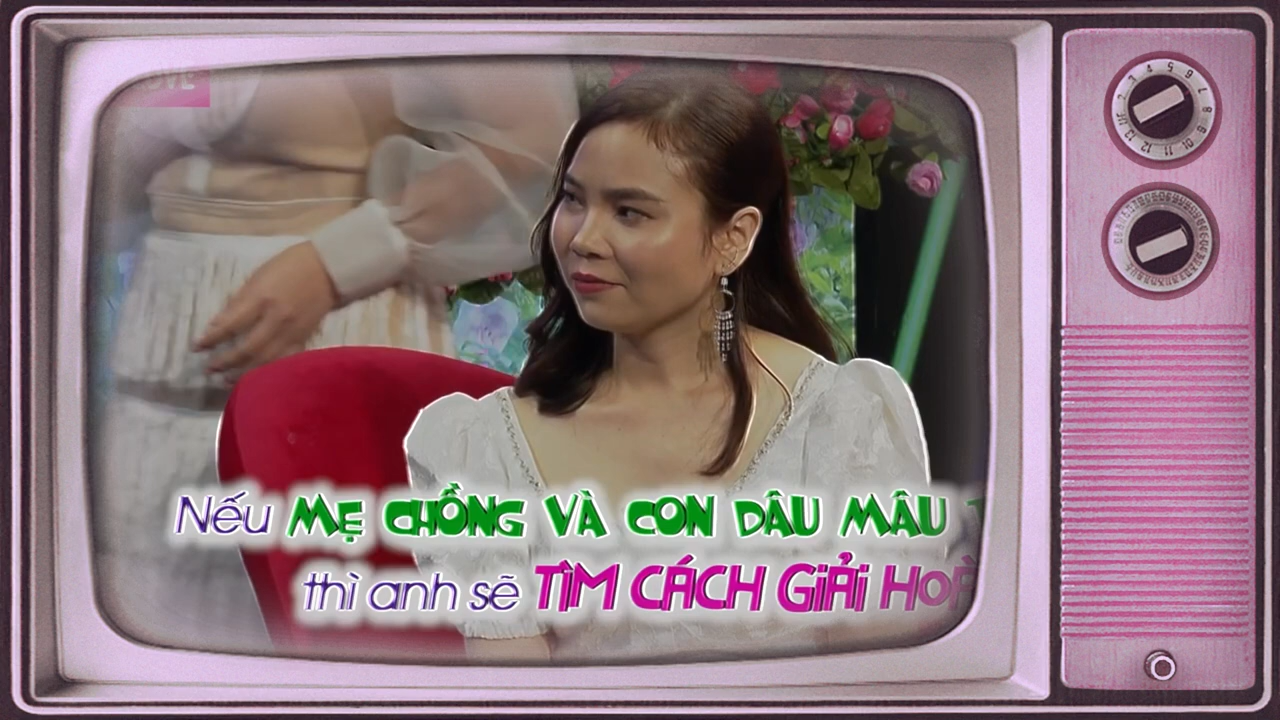 Nếu MẸ CHỒNG VÀ CON DÂU MÂU
thì anh sẽ TÌM CÁCH GIẢI